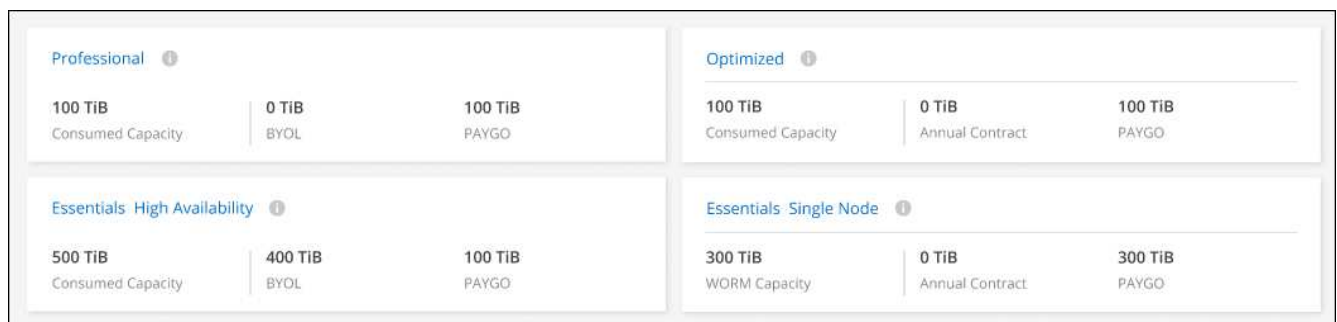 Professional
100 TiB 0 TiB 100 TiB
Consumed Capacity BYOL PAYGO
Optimized
100 TiB 0 TiB 100 TiB
Consumed Capacity Annual Contract PAYGO
Essentials High Availability
500 TiB 400 TiB 100 TiB
Consumed Capacity BYOL PAYGO
Essentials Single Node
300 TiB 0 TiB 300 TiB
WORM Capacity Annual Contract PAYGO